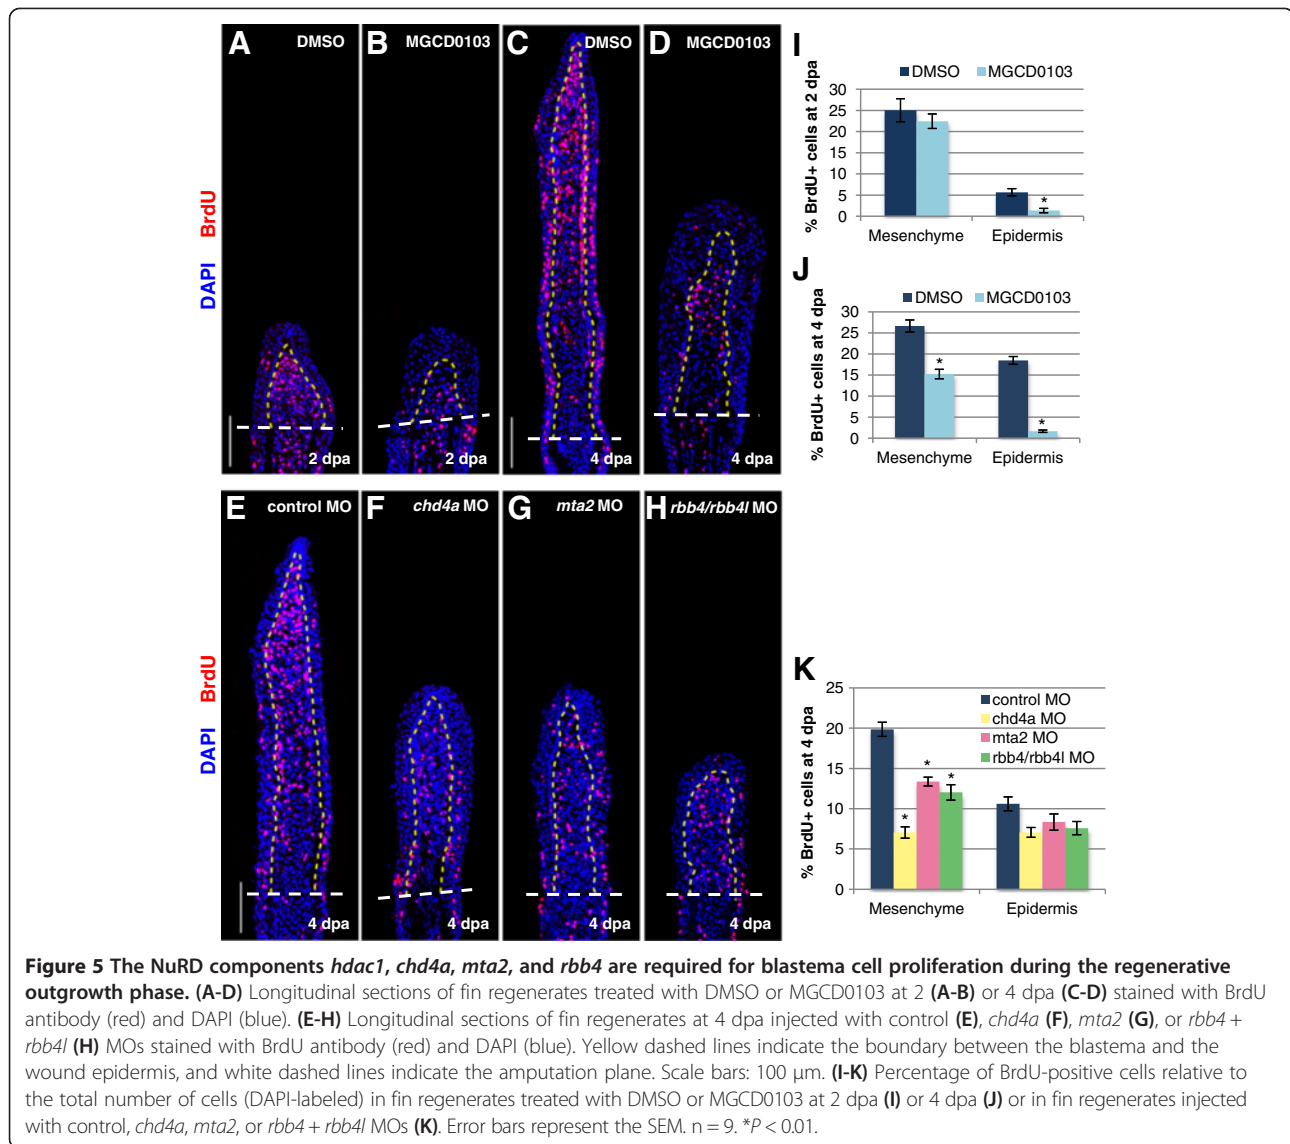 A DMSO B MGCD0103 C DMSO D MGCD0103
DAPI BrdU
2 dpa 2 dpa 4 dpa 4 dpa
I
DMSO MGCD0103
% BrdU+ cells at 2 dpa
30
25
20
15
10
5
0
*
Mesenchyme Epidermis
J
DMSO MGCD0103
% BrdU+ cells at 4 dpa
30
25
20
15
10
5
0
* *
Mesenchyme Epidermis
E control MO F chd4a MO G mta2 MO H rbb4/rbb4l MO
DAPI BrdU
4 dpa 4 dpa 4 dpa 4 dpa
K
% BrdU+ cells at 4 dpa
25
20
15
10
5
0
control MO
chd4a MO
mta2 MO
rbb4/rbb4l MO
* * *
Mesenchyme Epidermis
Figure 5 The NuRD components hdac1, chd4a, mta2, and rbb4 are required for blastema cell proliferation during the regenerative
outgrowth phase. (A-D) Longitudinal sections of fin regenerates treated with DMSO or MGCD0103 at 2 (A-B) or 4 dpa (C-D) stained with BrdU
antibody (red) and DAPI (blue). (E-H) Longitudinal sections of fin regenerates at 4 dpa injected with control (E), chd4a (F), mta2 (G), or rbb4 +
rbb4l (H) MOs stained with BrdU antibody (red) and DAPI (blue). Yellow dashed lines indicate the boundary between the blastema and the
wound epidermis, and white dashed lines indicate the amputation plane. Scale bars: 100 μm. (I-K) Percentage of BrdU-positive cells relative to
the total number of cells (DAPI-labeled) in fin regenerates treated with DMSO or MGCD0103 at 2 dpa (I) or 4 dpa (J) or in fin regenerates injected
with control, chd4a, mta2, or rbb4 + rbb4l MOs (K). Error bars represent the SEM. n = 9. *P < 0.01.